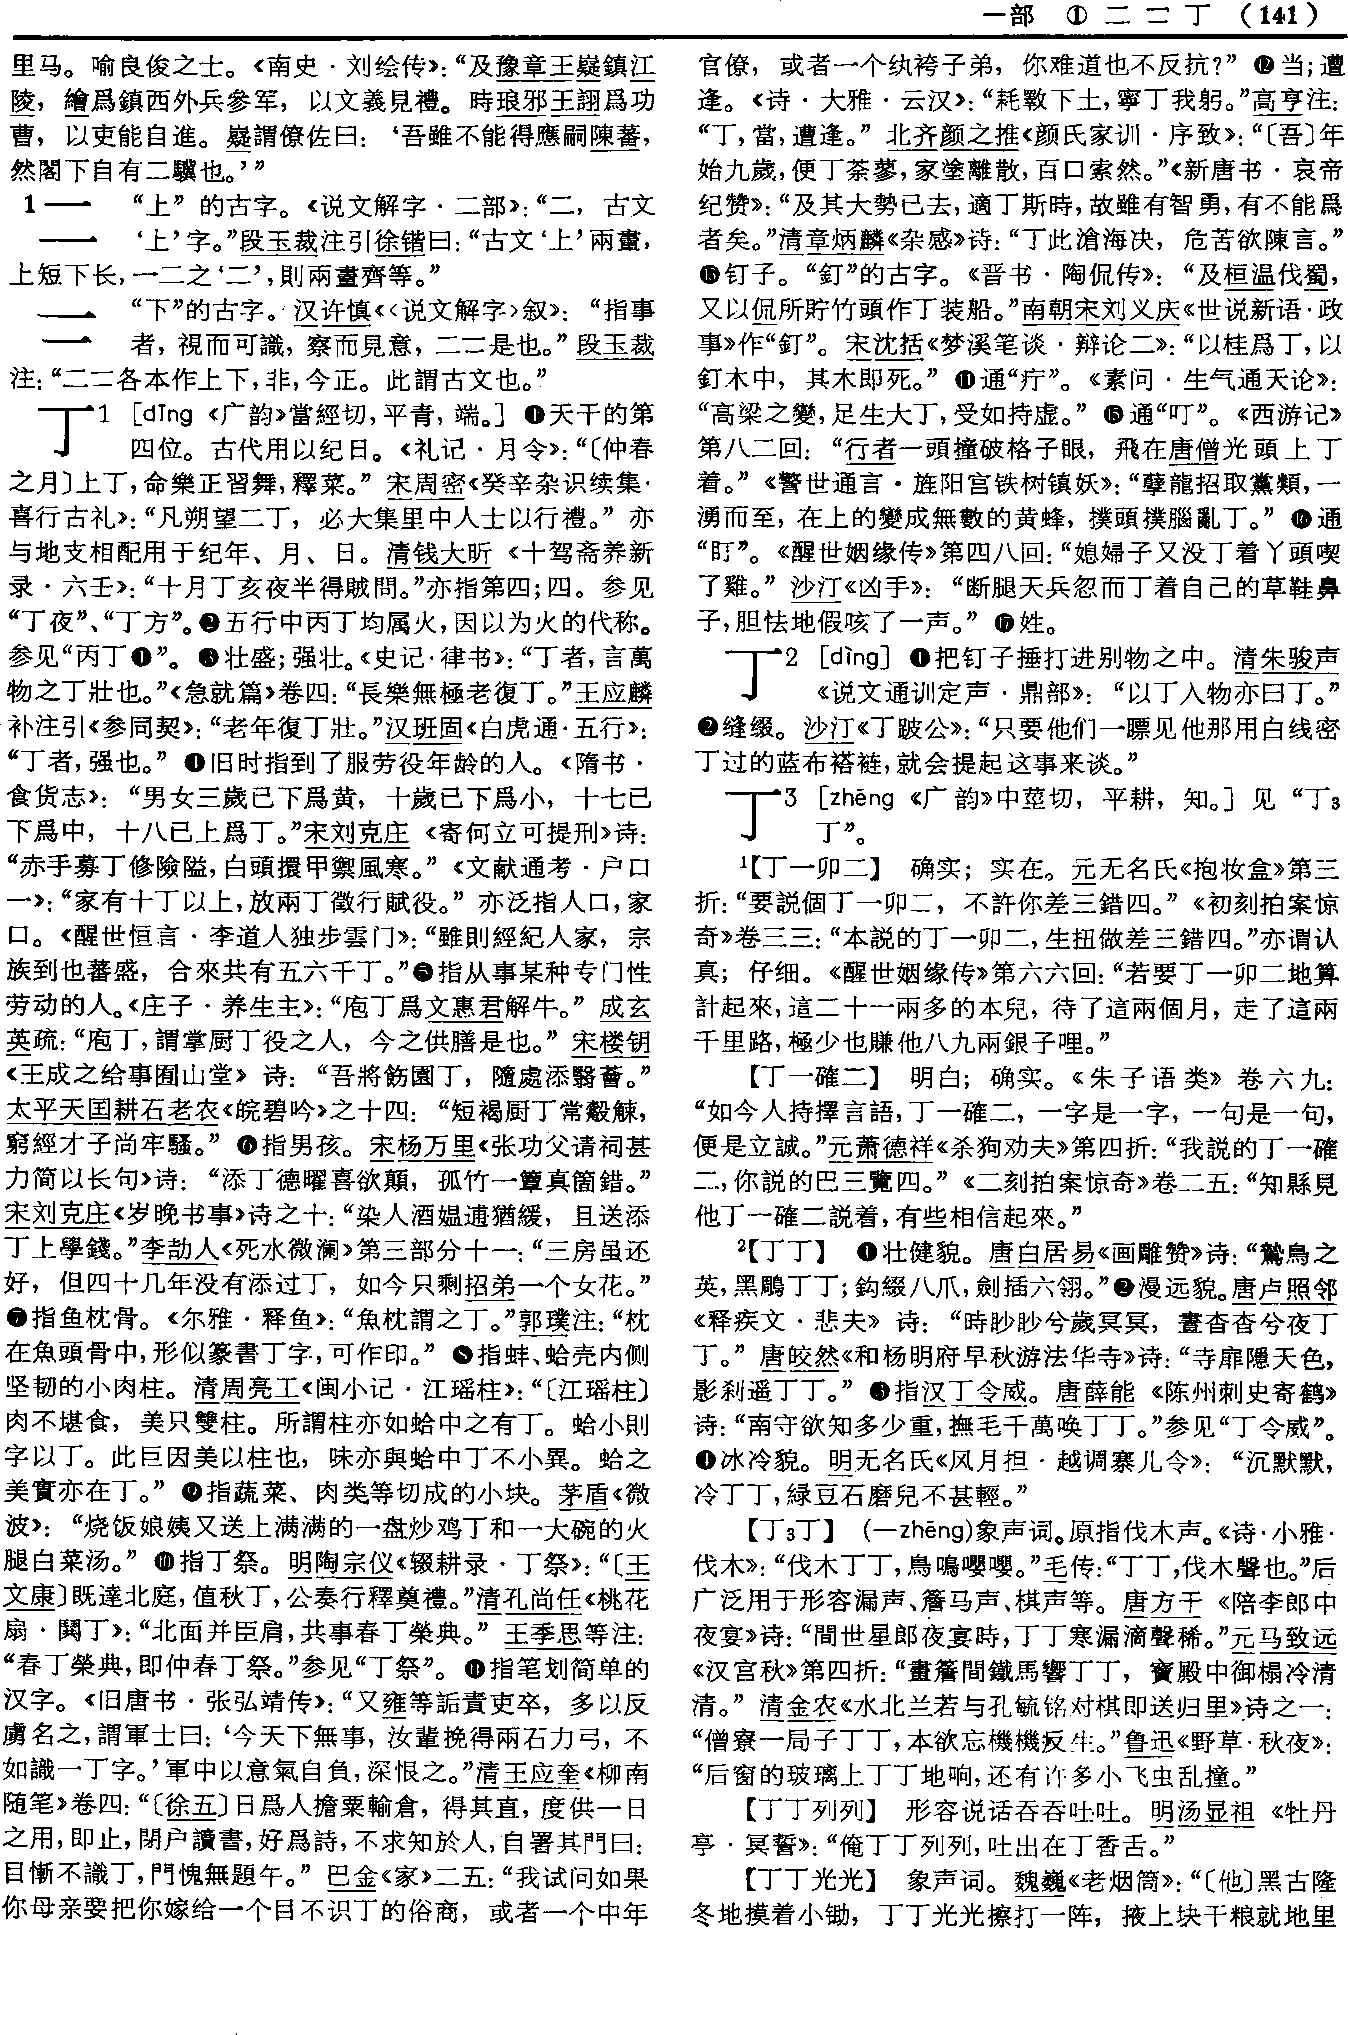 一部 ① 二 二 丁 （141）
里马。喻良俊之士。《南史·刘绘传》：“及豫章王嶷鎮江
陵，繪爲鎮西外兵參军，以文義見禮。時琅邪王詡爲功
曹，以吏能自進。嶷謂僚佐曰：‘吾雖不能得應嗣陳蕃，
然閣下自有二驥也。’”
1 二 “上”的古字。《说文解字·二部》：“二，古文
‘上’字。”段玉裁注引徐锴曰：“古文‘上’兩畫，
上短下长，一二之‘二’，則兩畫齊等。”
二 “下”的古字。汉许慎《〈说文解字〉叙》：“指事
者，視而可識，察而見意，二二是也。”段玉裁
注：“二二各本作上下，非，今正。此謂古文也。”
丁1 [dīng 《广韵》當經切，平青，端。] ❶天干的第
四位。古代用以纪日。《礼记·月令》：“〔仲春
之月〕上丁，命樂正習舞，釋菜。” 宋周密《癸辛杂识续集·
喜行古礼》：“凡朔望二丁，必大集里中人士以行禮。” 亦
与地支相配用于纪年、月、日。清钱大昕《十驾斋养新
录·六壬》：“十月丁亥夜半得賊問。”亦指第四；四。参见
“丁夜”、“丁方”。❷五行中丙丁均属火，因以为火的代称。
参见“丙丁❶”。❸壮盛；强壮。《史记·律书》：“丁者，言萬
物之丁壯也。”《急就篇》卷四：“長樂無極老復丁。”王应麟
补注引《参同契》：“老年復丁壯。”汉班固《白虎通·五行》：
“丁者，强也。” ❹旧时指到了服劳役年龄的人。《隋书·
食货志》：“男女三歲已下爲黄，十歲已下爲小，十七已
下爲中，十八已上爲丁。”宋刘克庄《寄何立可提刑》诗：
“赤手募丁修險隘，白頭擐甲禦風寒。”《文献通考·户口
一》：“家有十丁以上，放兩丁徵行賦役。” 亦泛指人口，家
口。《醒世恒言·李道人独步雲门》：“雖則經紀人家，宗
族到也蕃盛，合來共有五六千丁。”❺指从事某种专门性
劳动的人。《庄子·养生主》：“庖丁爲文惠君解牛。” 成玄
英疏：“庖丁，謂掌厨丁役之人，今之供膳是也。” 宋楼钥
《王成之给事囿山堂》诗：“吾將飭園丁，隨處添翳薈。”
太平天囯耕石老农《皖碧吟》之十四：“短褐厨丁常觳觫，
窮經才子尚牢騷。” ❻指男孩。宋杨万里《张功父请祠甚
力简以长句》诗：“添丁德曜喜欲顛，孤竹一簟真箇錯。”
宋刘克庄《岁晚书事》诗之十：“染人酒媪逋猶緩，且送添
丁上學錢。”李劼人《死水微澜》第三部分十一：“三房虽还
好，但四十几年没有添过丁，如今只剩招弟一个女花。”
❼指鱼枕骨。《尔雅·释鱼》：“魚枕謂之丁。”郭璞注：“枕
在魚頭骨中，形似篆書丁字，可作印。” ❽指蚌、蛤壳内侧
坚韧的小肉柱。清周亮工《闽小记·江瑶柱》：“〔江瑶柱〕
肉不堪食，美只雙柱。所謂柱亦如蛤中之有丁。蛤小則
字以丁。此巨因美以柱也，味亦與蛤中丁不小異。蛤之
美實亦在丁。” ❾指蔬菜、肉类等切成的小块。茅盾《微
波》：“烧饭娘姨又送上满满的一盘炒鸡丁和一大碗的火
腿白菜汤。” ❿指丁祭。明陶宗仪《辍耕录·丁祭》：“〔王
文康〕既達北庭，值秋丁，公奏行釋奠禮。”清孔尚任《桃花
扇·鬨丁》：“北面并臣肩，共事春丁榮典。” 王季思等注：
“春丁榮典，即仲春丁祭。”参见“丁祭”。⓫指笔划简单的
汉字。《旧唐书·张弘靖传》：“又雍等詬責吏卒，多以反
虜名之，謂軍士曰：‘今天下無事，汝輩挽得兩石力弓，不
如識一丁字。’軍中以意氣自負，深恨之。”清王应奎《柳南
随笔》卷四：“〔徐五〕日爲人擔粟輸倉，得其直，度供一日
之用，即止，閉户讀書，好爲詩，不求知於人，自署其門曰：
目慚不識丁，門愧無題午。” 巴金《家》二五：“我试问如果
你母亲要把你嫁给一个目不识丁的俗商，或者一个中年
官僚，或者一个纨袴子弟，你难道也不反抗？” ⓬当；遭
逢。《诗·大雅·云汉》：“耗斁下土，寧丁我躬。”高亨注：
“丁，當，遭逢。” 北齐颜之推《颜氏家训·序致》：“〔吾〕年
始九歲，便丁荼蓼，家塗離散，百口索然。”《新唐书·哀帝
纪赞》：“及其大勢已去，適丁斯時，故雖有智勇，有不能爲
者矣。”清章炳麟《杂感》诗：“丁此滄海决，危苦欲陳言。”
⓭钉子。“釘”的古字。《晋书·陶侃传》：“及桓温伐蜀，
又以侃所貯竹頭作丁装船。”南朝宋刘义庆《世说新语·政
事》作“釘”。宋沈括《梦溪笔谈·辩论二》：“以桂爲丁，以
釘木中，其木即死。” ⓮通“疔”。《素问·生气通天论》：
“高梁之變，足生大丁，受如持虚。” ⓯通“叮”。《西游记》
第八二回：“行者一頭撞破格子眼，飛在唐僧光頭上丁
着。”《警世通言·旌阳宫铁树镇妖》：“孽龍招取黨類，一
湧而至，在上的變成無數的黄蜂，撲頭撲腦亂丁。” ⓰通
“盯”。《醒世姻缘传》第四八回：“媳婦子又没丁着丫頭喫
了雞。” 沙汀《凶手》：“断腿天兵忽而丁着自己的草鞋鼻
子，胆怯地假咳了一声。” ⓱姓。
丁2 [dìng] ❶把钉子捶打进别物之中。清朱骏声
《说文通训定声·鼎部》：“以丁入物亦曰丁。”
❷缝缀。沙汀《丁跛公》：“只要他们一瞟见他那用白线密
丁过的蓝布褡裢，就会提起这事来谈。”
丁3 [zhēng 《广韵》中莖切，平耕，知。] 见“丁3
丁”。
1【丁一卯二】 确实；实在。元无名氏《抱妆盒》第三
折：“要説個丁一卯二，不許你差三錯四。”《初刻拍案惊
奇》卷三三：“本説的丁一卯二，生扭做差三錯四。”亦谓认
真；仔细。《醒世姻缘传》第六六回：“若要丁一卯二地算
計起來，這二十一兩多的本兒，待了這兩個月，走了這兩
千里路，極少也賺他八九兩銀子哩。”
【丁一確二】 明白；确实。《朱子语类》卷六九：
“如今人持擇言語，丁一確二，一字是一字，一句是一句，
便是立誠。”元萧德祥《杀狗劝夫》第四折：“我説的丁一確
二，你説的巴三覽四。”《二刻拍案惊奇》卷二五：“知縣見
他丁一確二説着，有些相信起來。”
2【丁丁】 ❶壮健貌。唐白居易《画雕赞》诗：“鷙鳥之
英，黑鵰丁丁；鈎綴八爪，劍插六翎。”❷漫远貌。唐卢照邻
《释疾文·悲夫》诗：“時眇眇兮歲冥冥，晝杳杳兮夜丁
丁。” 唐皎然《和杨明府早秋游法华寺》诗：“寺扉隱天色，
影刹遥丁丁。” ❸指汉丁令威。唐薛能《陈州刺史寄鹤》
诗：“南守欲知多少重，撫毛千萬唤丁丁。”参见“丁令威”。
❹冰冷貌。明无名氏《风月担·越调寨儿令》：“沉默默，
冷丁丁，緑豆石磨兒不甚輕。”
【丁3丁】 （—zhēng）象声词。原指伐木声。《诗·小雅·
伐木》：“伐木丁丁，鳥鳴嚶嚶。”毛传：“丁丁，伐木聲也。”后
广泛用于形容漏声、簷马声、棋声等。唐方干《陪李郎中
夜宴》诗：“間世星郎夜宴時，丁丁寒漏滴聲稀。”元马致远
《汉宫秋》第四折：“畫簷間鐵馬響丁丁，寶殿中御榻冷清
清。” 清金农《水北兰若与孔毓铭对棋即送归里》诗之一：
“僧寮一局子丁丁，本欲忘機機反生。”鲁迅《野草·秋夜》：
“后窗的玻璃上丁丁地响，还有许多小飞虫乱撞。”
【丁丁列列】 形容说话吞吞吐吐。明汤显祖《牡丹
亭·冥誓》：“俺丁丁列列，吐出在丁香舌。”
【丁丁光光】 象声词。魏巍《老烟筒》：“〔他〕黑古隆
冬地摸着小锄，丁丁光光擦打一阵，掖上块干粮就地里